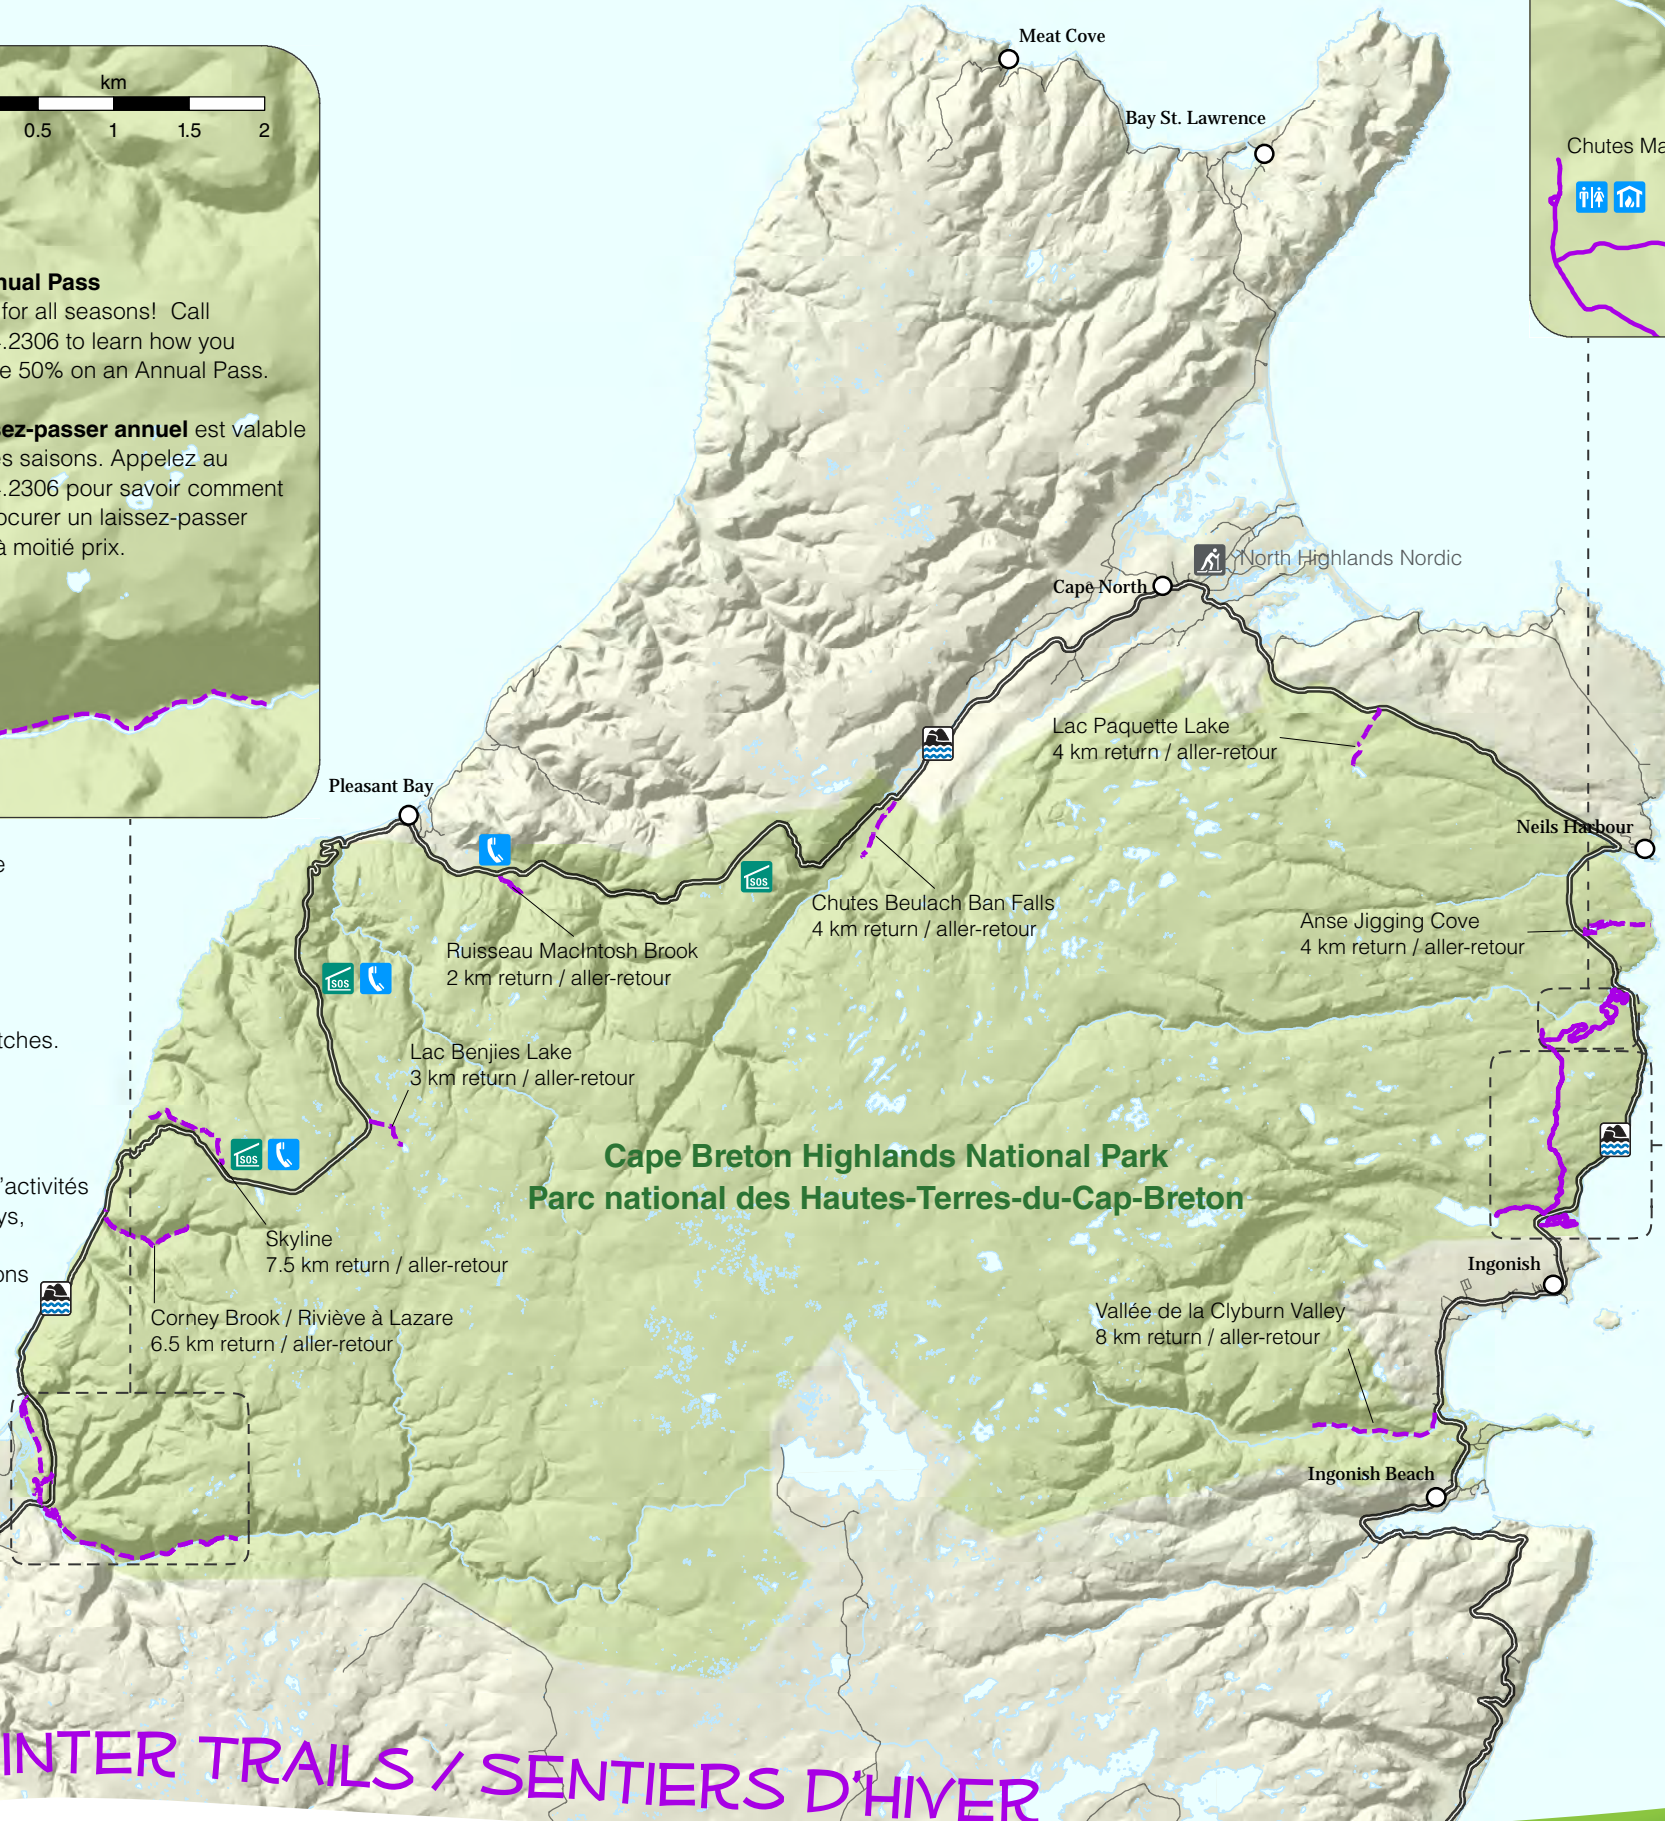 km
0.5 1 1.5 2
nual Pass
for all seasons! Call
.2306 to learn how you
e 50% on an Annual Pass.
sez-passer annuel est valable
es saisons. Appelez au
.2306 pour savoir comment
ocurer un laissez-passer
à moitié prix.
Meat Cove
Bay St. Lawrence
Chutes Ma
North Highlands Nordic
Cape North
Lac Paquette Lake
4 km return / aller-retour
Pleasant Bay
Neils Harbour
e
SOS
Chutes Beulach Ban Falls
4 km return / aller-retour
Anse Jigging Cove
4 km return / aller-retour
Ruisseau MacIntosh Brook
2 km return / aller-retour
SOS
tches.
Lac Benjies Lake
3 km return / aller-retour
SOS
Cape Breton Highlands National Park
Parc national des Hautes-Terres-du-Cap-Breton
'activités
ys,
ons
Skyline
7.5 km return / aller-retour
Ingonish
Corney Brook / Riviève à Lazare
6.5 km return / aller-retour
Vallée de la Clyburn Valley
8 km return / aller-retour
Ingonish Beach
INTER TRAILS / SENTIERS D'HIVER